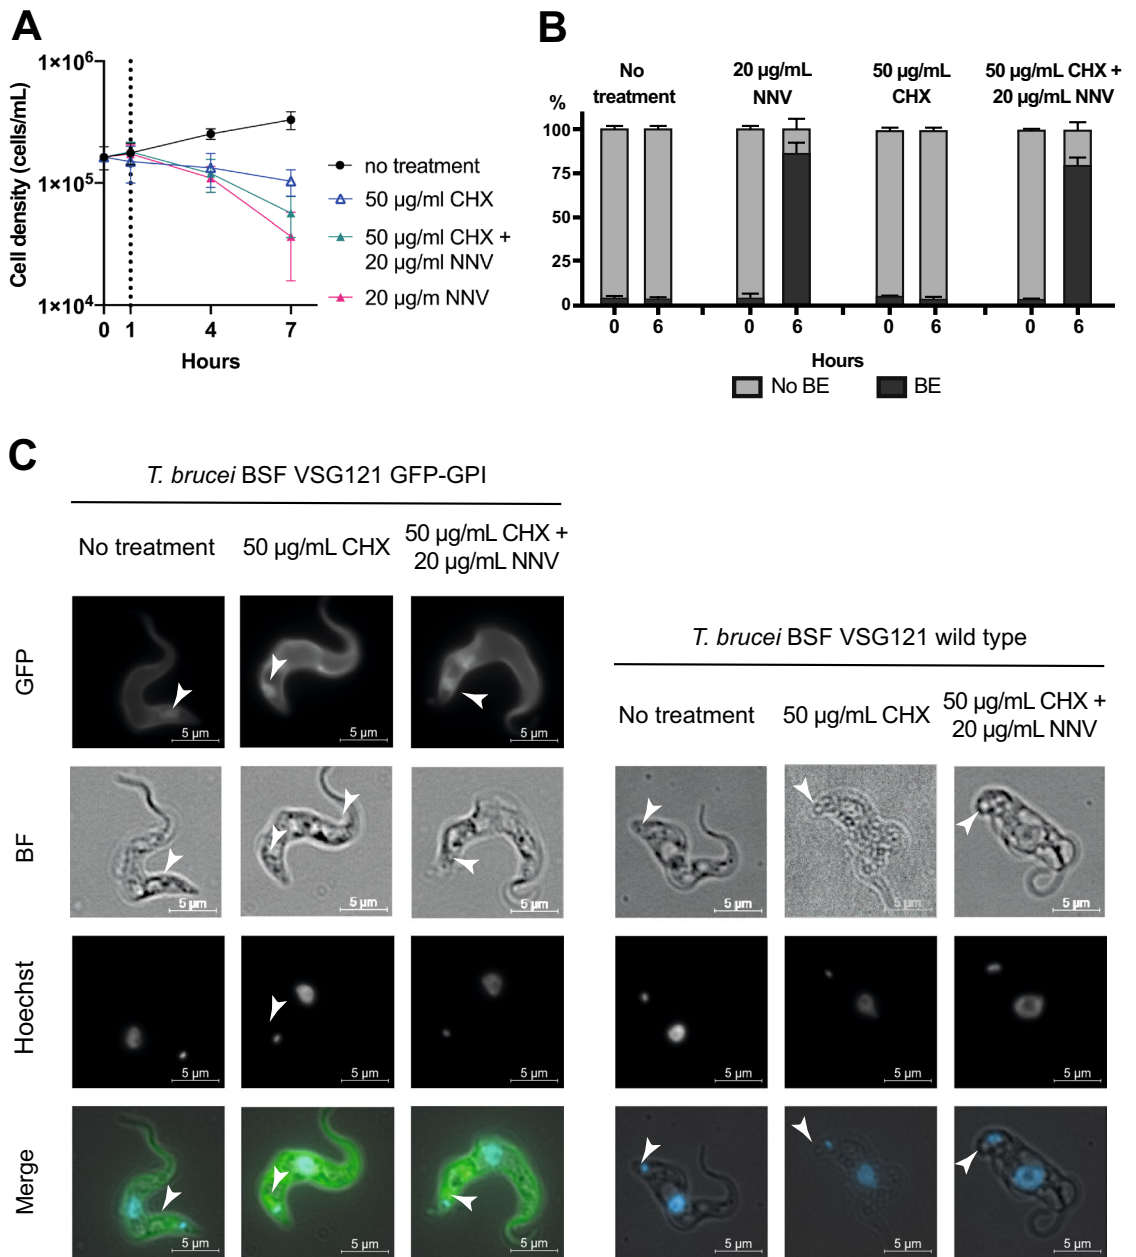 A
1×10⁶
1×10⁵
1×10⁴
Cell density (cells/mL)
0 1 4 7
Hours
no treatment
50 µg/ml CHX
50 µg/ml CHX +
20 µg/ml NNV
20 µg/m NNV
B
No
treatment
20 µg/mL
NNV
50 µg/mL
CHX
50 µg/mL CHX +
20 µg/mL NNV
%
100
75
50
25
0
0 6 0 6 0 6 0 6
Hours
No BE BE
C
T. brucei BSF VSG121 GFP-GPI
No treatment
50 µg/mL CHX
50 µg/mL CHX +
20 µg/mL NNV
GFP
5 µm 5 µm 5 µm
T. brucei BSF VSG121 wild type
No treatment
50 µg/mL CHX
50 µg/mL CHX +
20 µg/mL NNV
BF
5 µm 5 µm 5 µm 5 µm 5 µm 5 µm
Hoechst
5 µm 5 µm 5 µm 5 µm 5 µm 5 µm
Merge
5 µm 5 µm 5 µm 5 µm 5 µm 5 µm